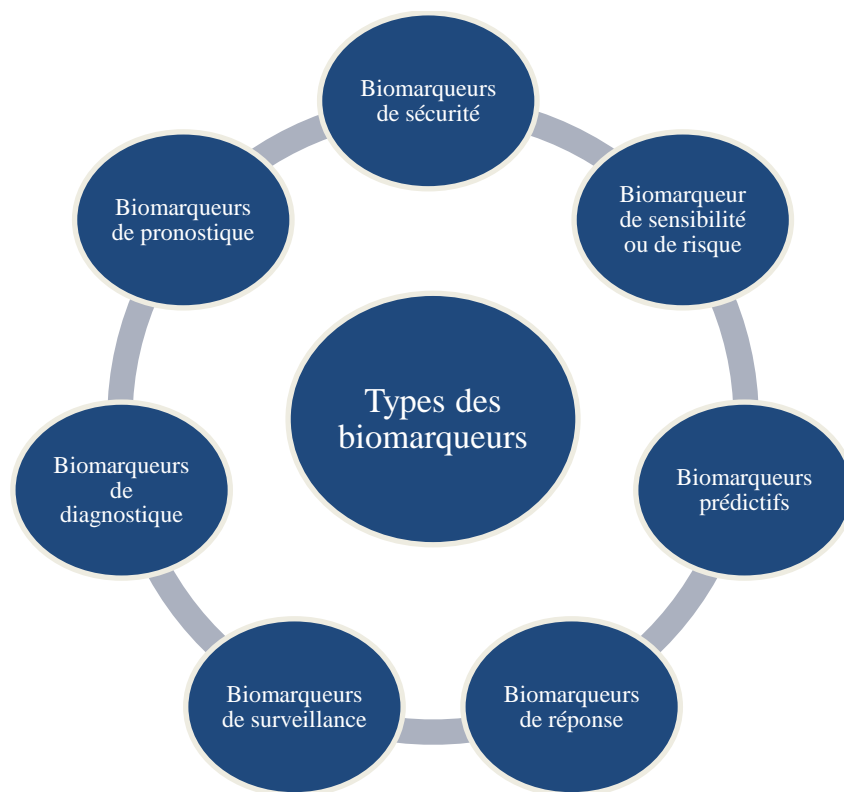 Biomarqueurs
de sécurité
Biomarqueur
de sensibilité
ou de risque
Biomarqueurs
prédictifs
Biomarqueurs
de réponse
Biomarqueurs
de surveillance
Biomarqueurs
de
diagnostique
Biomarqueurs
de pronostique
Types des
biomarqueurs